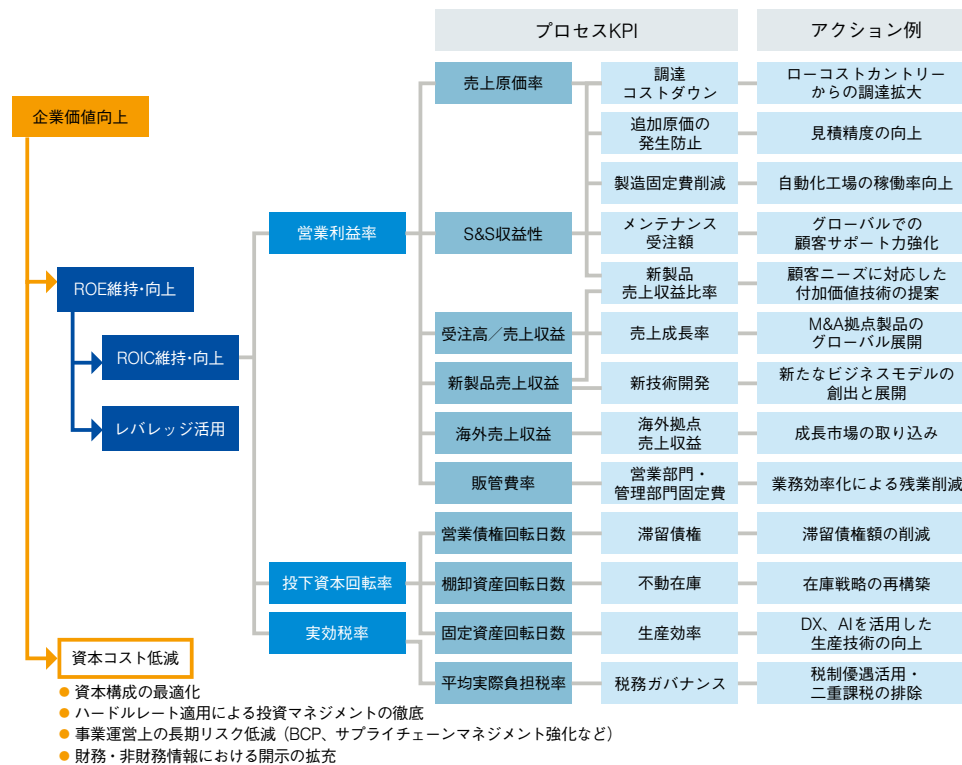 プロセスKPI
アクション例
企業価値向上
ROE維持・向上
ROIC維持・向上
レバレッジ活用
営業利益率
投下資本回転率
実効税率
売上原価率
調達
コストダウン
ローコストカントリー
からの調達拡大
追加原価の
発生防止
見積精度の向上
製造固定費削減
自動化工場の稼働率向上
S&S収益性
メンテナンス
受注額
グローバルでの
顧客サポート力強化
新製品
売上収益比率
顧客ニーズに対応した
付加価値技術の提案
受注高／売上収益
売上成長率
M&A拠点製品の
グローバル展開
新製品売上収益
新技術開発
新たなビジネスモデルの
創出と展開
海外売上収益
海外拠点
売上収益
成長市場の取り込み
販管費率
営業部門・
管理部門固定費
業務効率化による残業削減
営業債権回転日数
滞留債権
滞留債権額の削減
棚卸資産回転日数
不動在庫
在庫戦略の再構築
固定資産回転日数
生産効率
DX、AIを活用した
生産技術の向上
平均実際負担税率
税務ガバナンス
税制優遇活用・
二重課税の排除
資本コスト低減
● 資本構成の最適化
● ハードルレート適用による投資マネジメントの徹底
● 事業運営上の長期リスク低減（BCP、サプライチェーンマネジメント強化など）
● 財務・非財務情報における開示の拡充